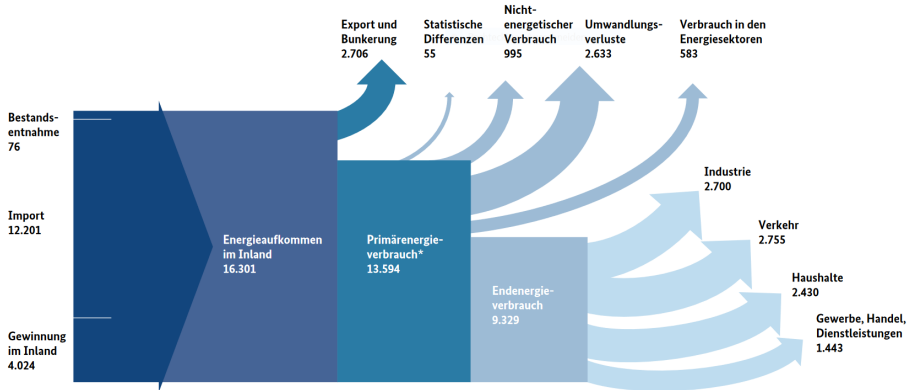 Export und
Bunkerung
2.706
Statistische
Differenzen
55
Nicht-
energetischer
Verbrauch
995
Umwandlungs-
verluste
2.633
Verbrauch in den
Energiesektoren
583
Bestands-
entnahme
76
Import
12.201
Gewinnung
im Inland
4.024
Energieaufkommen
im Inland
16.301
Primärenergie-
verbrauch*
13.594
Endenergie-
verbrauch
9.329
Industrie
2.700
Verkehr
2.755
Haushalte
2.430
Gewerbe, Handel,
Dienstleistungen
1.443